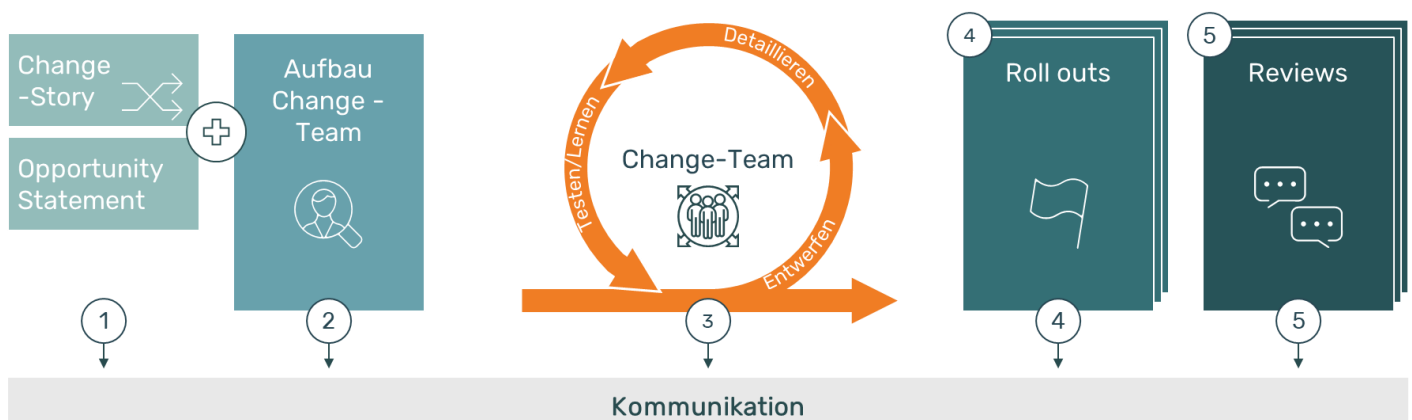 Change
-Story
Opportunity
Statement
Aufbau
Change -
Team
Detaillieren
Testen/Lernen
Entwerfen
Change-Team
4
Roll outs
5
Reviews
1
2
3
4
5
Kommunikation